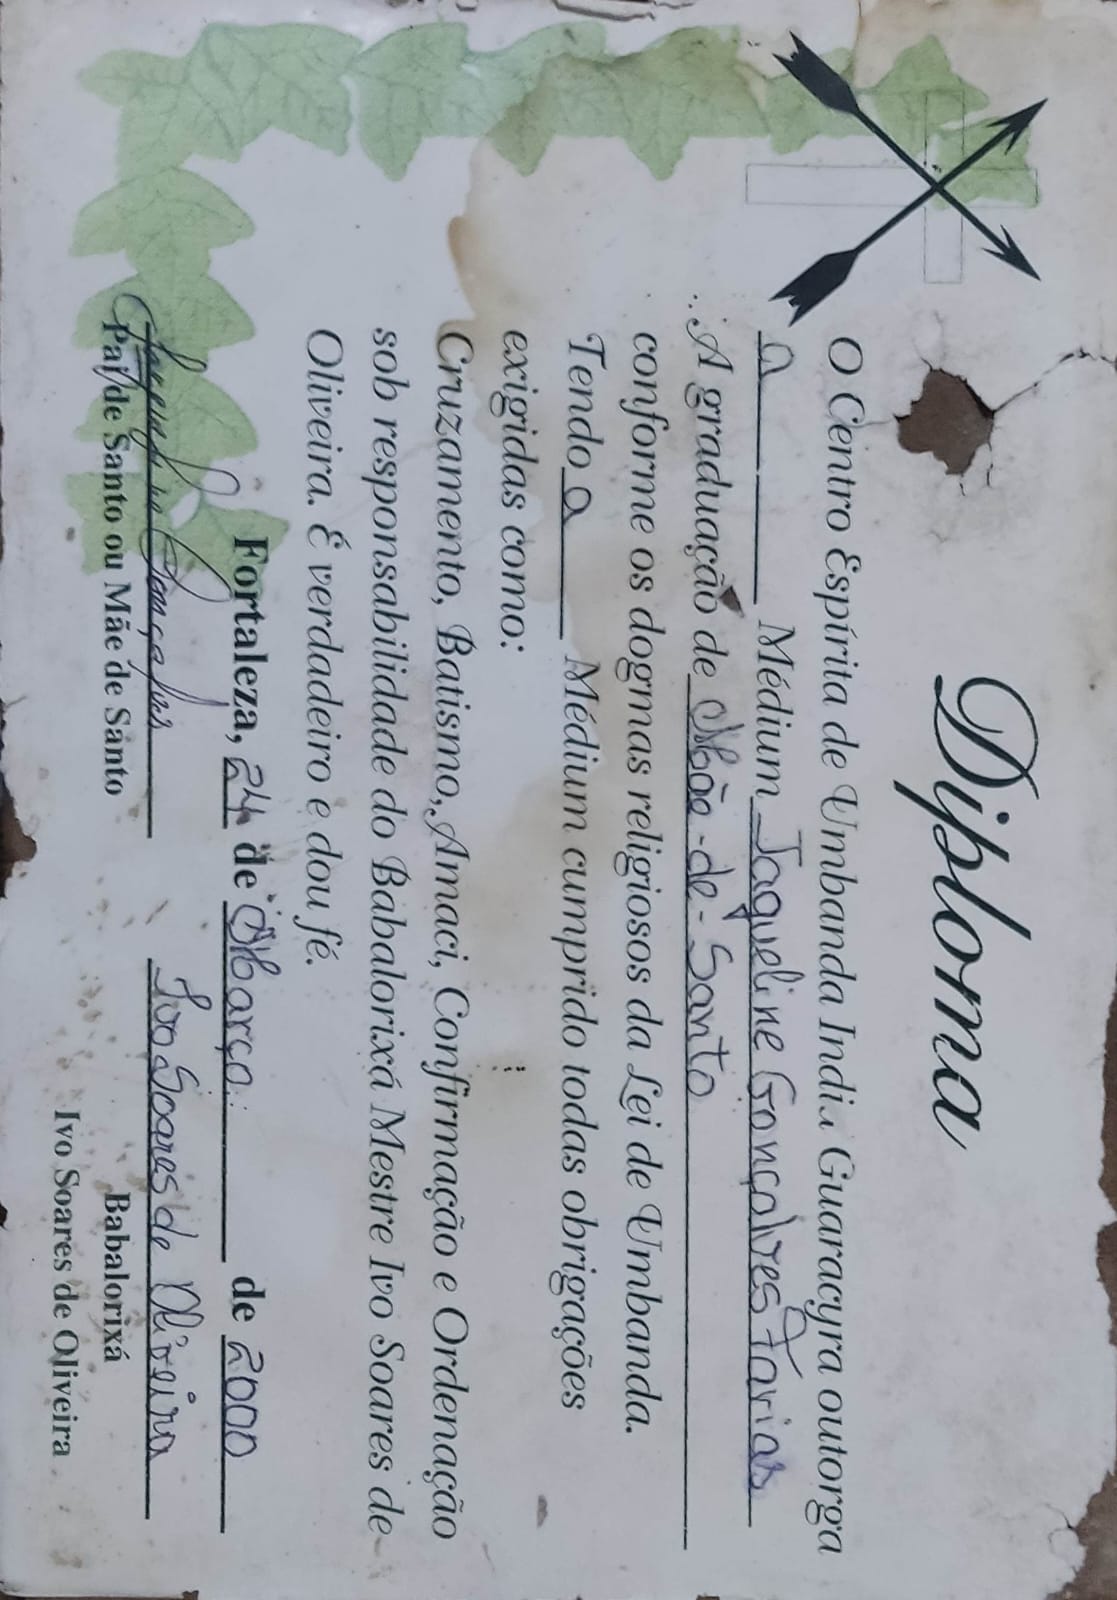 Diploma
O Centro Espírita de Umbanda Indi Guaracyra outorga
a Médium Jaqueline Gonçalves Farias
A graduação de Mãe-de-Santo
conforme os dogmas religiosos da Lei de Umbanda.
Tendo a Médium cumprido todas obrigações
exigidas como:
Cruzamento, Batismo, Amaci, Confirmação e Ordenação
sob responsabilidade do Babalorixá Mestre Ivo Soares de
Oliveira. É verdadeiro e dou fé.
Fortaleza, 24 de Março de 2000
Gonçalves
Pai/de Santo ou Mãe de Santo
Ivo Soares de Oliveira
Babalorixá
Ivo Soares de Oliveira